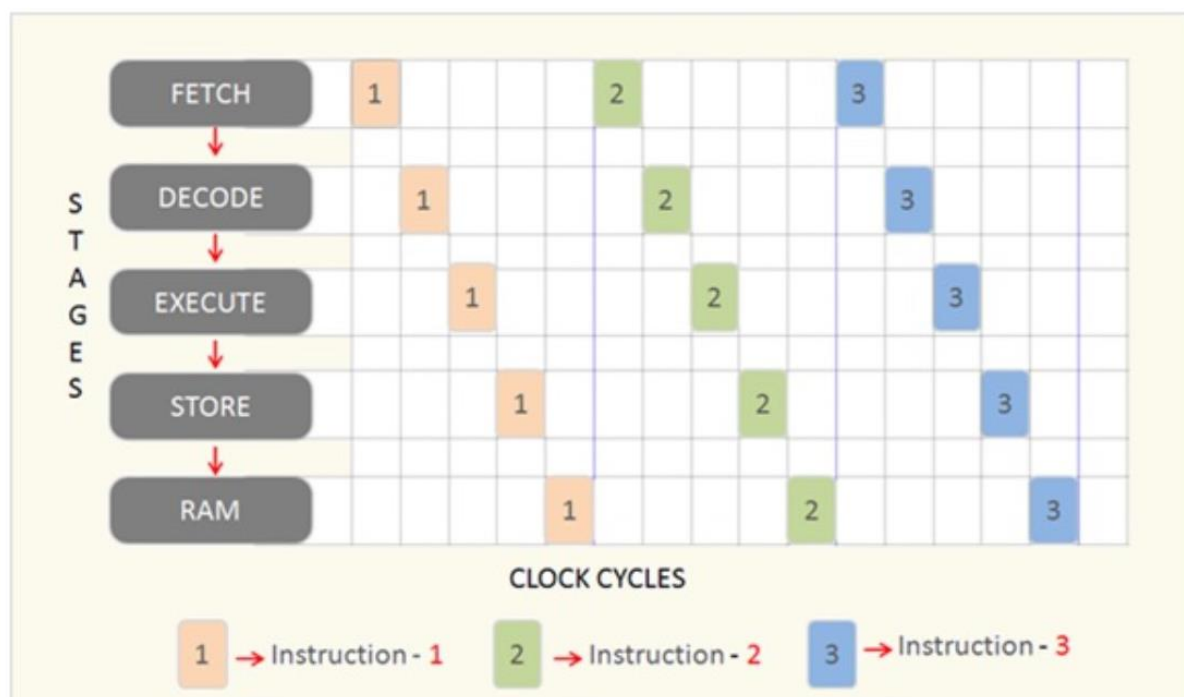 FETCH 1 2 3
DECODE 1 2 3
EXECUTE 1 2 3
STORE 1 2 3
RAM 1 2 3
STAGES
CLOCK CYCLES
1 → Instruction - 1 2 → Instruction - 2 3 → Instruction - 3